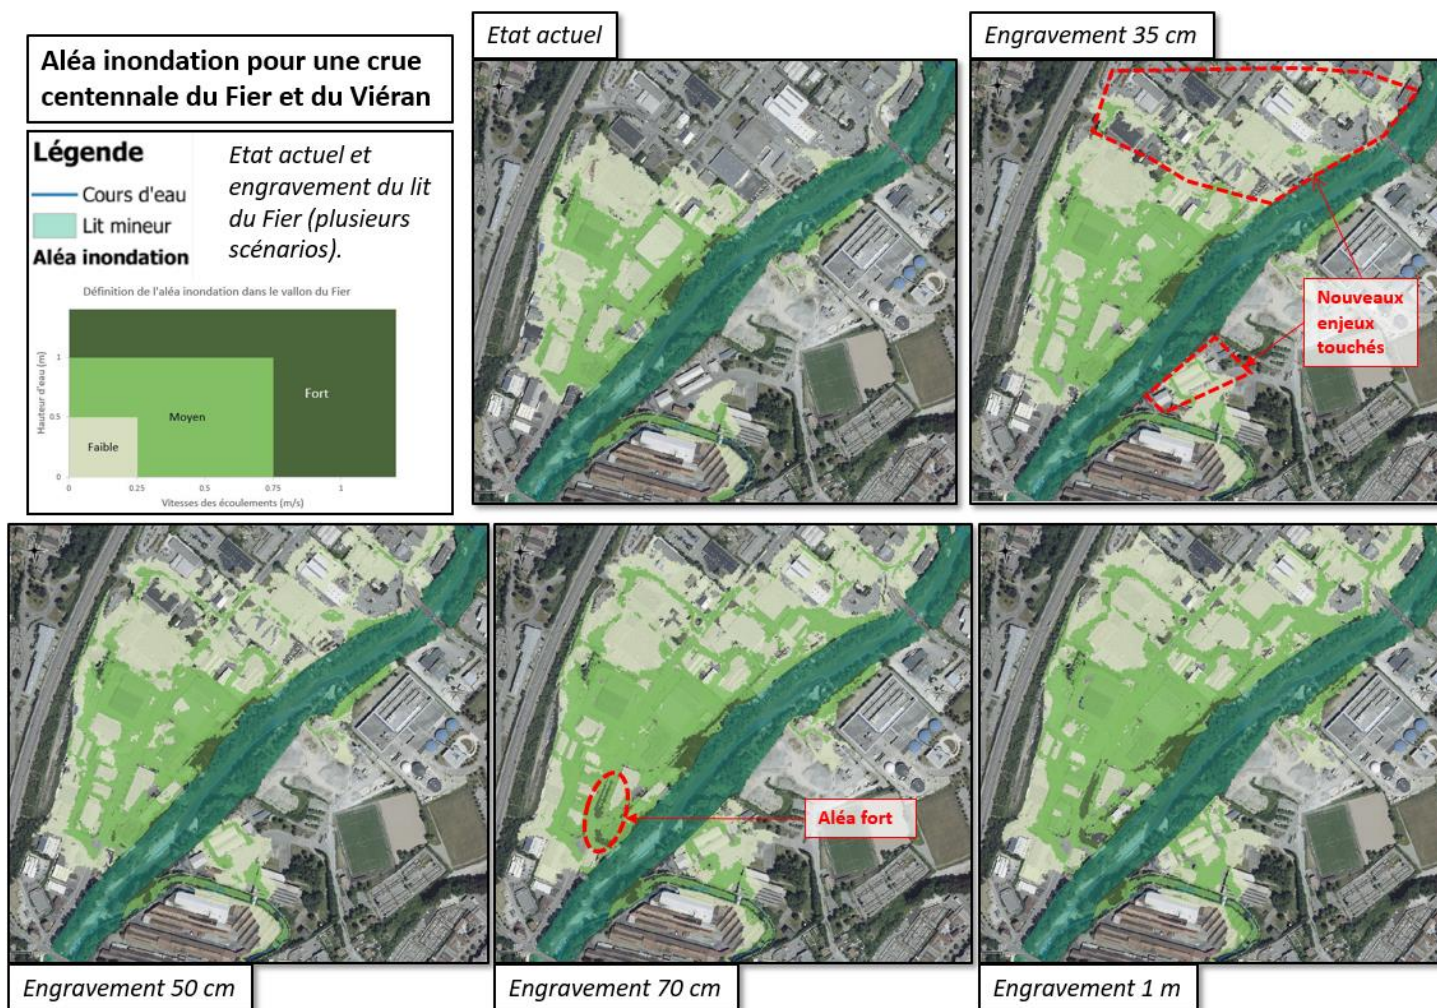 Aléa inondation pour une crue
centennale du Fier et du Viéran
Légende
Cours d'eau
Lit mineur
Aléa inondation
Etat actuel et
engravement du lit
du Fier (plusieurs
scénarios).
Définition de l'aléa inondation dans le vallon du Fier
Hauteur d'eau (m)
1
0.5
0
Fort
Moyen
Faible
0 0.25 0.5 0.75 1
Vitesses des écoulements (m/s)
Etat actuel
Engravement 35 cm
Nouveaux
enjeux
touchés
Engravement 50 cm
Engravement 70 cm
Aléa fort
Engravement 1 m